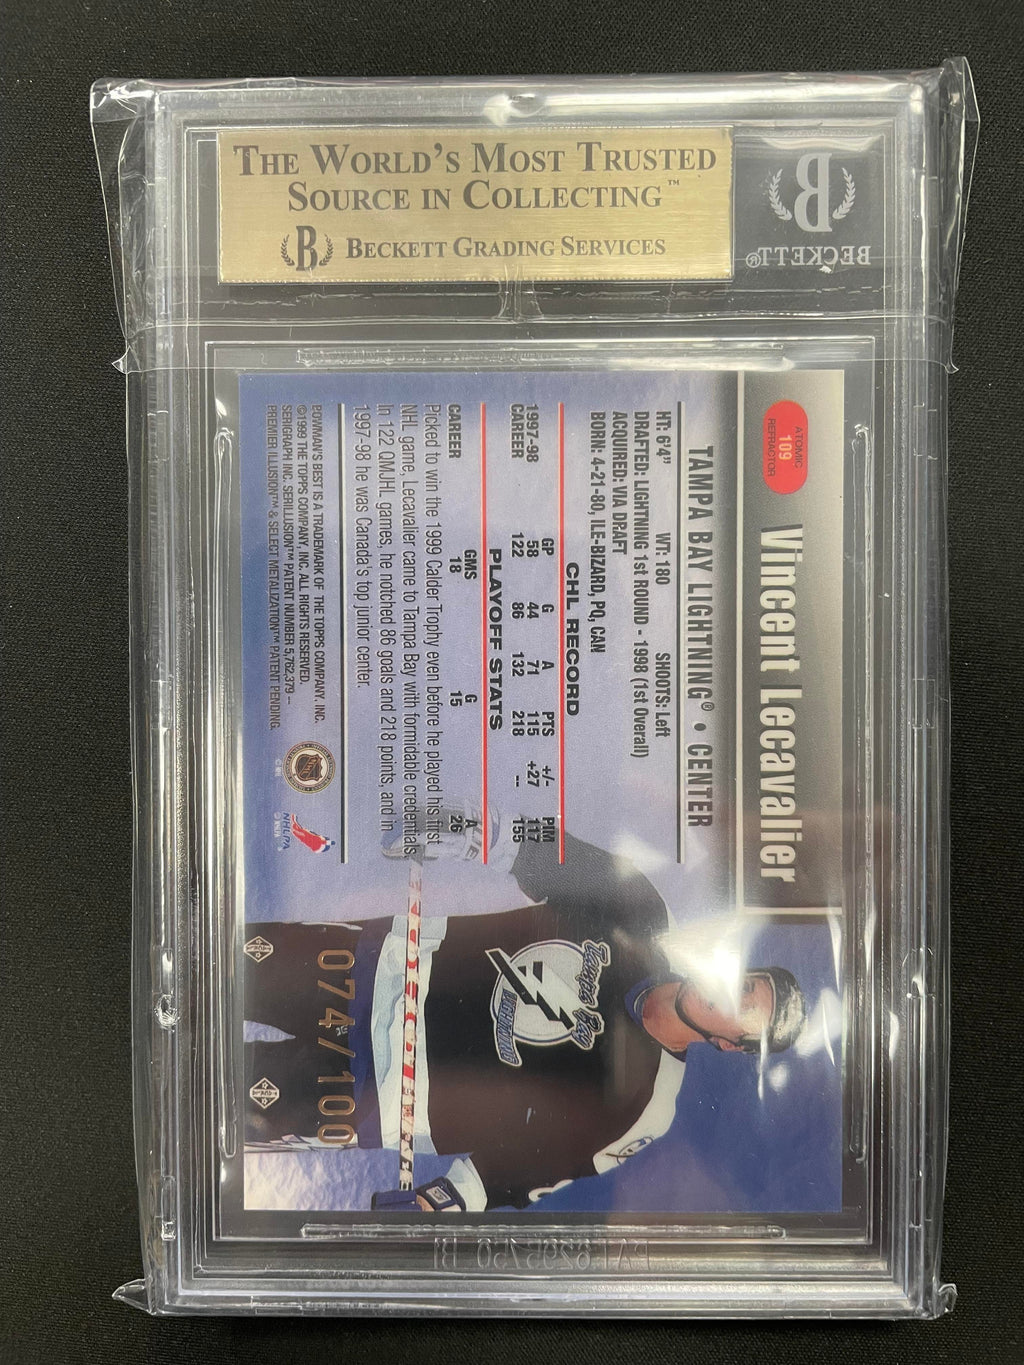 THE WORLD'S MOST TRUSTED
SOURCE IN COLLECTING™
B BECKETT GRADING SERVICES
B
BECKETT®
ATOMIC
109
REFRACTOR
Vincent Lecavalier
TAMPA BAY LIGHTNING® • CENTER
HT: 6'4" WT: 180 SHOOTS: Left
DRAFTED: LIGHTNING 1st ROUND - 1998 (1st Overall)
ACQUIRED: VIA DRAFT
BORN: 4-21-80, ILE-BIZARD, PQ, CAN
CHL RECORD
GP G A PTS +/- PIM
1997-98 58 44 71 115 +27 117
CAREER 122 86 132 218 -- 155
PLAYOFF STATS
GMS G A
CAREER 18 15 26
Picked to win the 1999 Calder Trophy even before he played his first
NHL game, Lecavalier came to Tampa Bay with formidable credentials.
In 122 QMJHL games, he notched 86 goals and 218 points, and in
1997-98 he was Canada's top junior center.
BOWMAN'S BEST IS A TRADEMARK OF THE TOPPS COMPANY, INC.
©1999 THE TOPPS COMPANY, INC. ALL RIGHTS RESERVED.
SERIGRAPH INC. SERILLUSION™ PATENT NUMBER 5,762,379 --
PREMIER ILLUSION™ & SELECT METALIZATION™ PATENT PENDING.
NHLPA
Tampa Bay
LIGHTNING
074/100